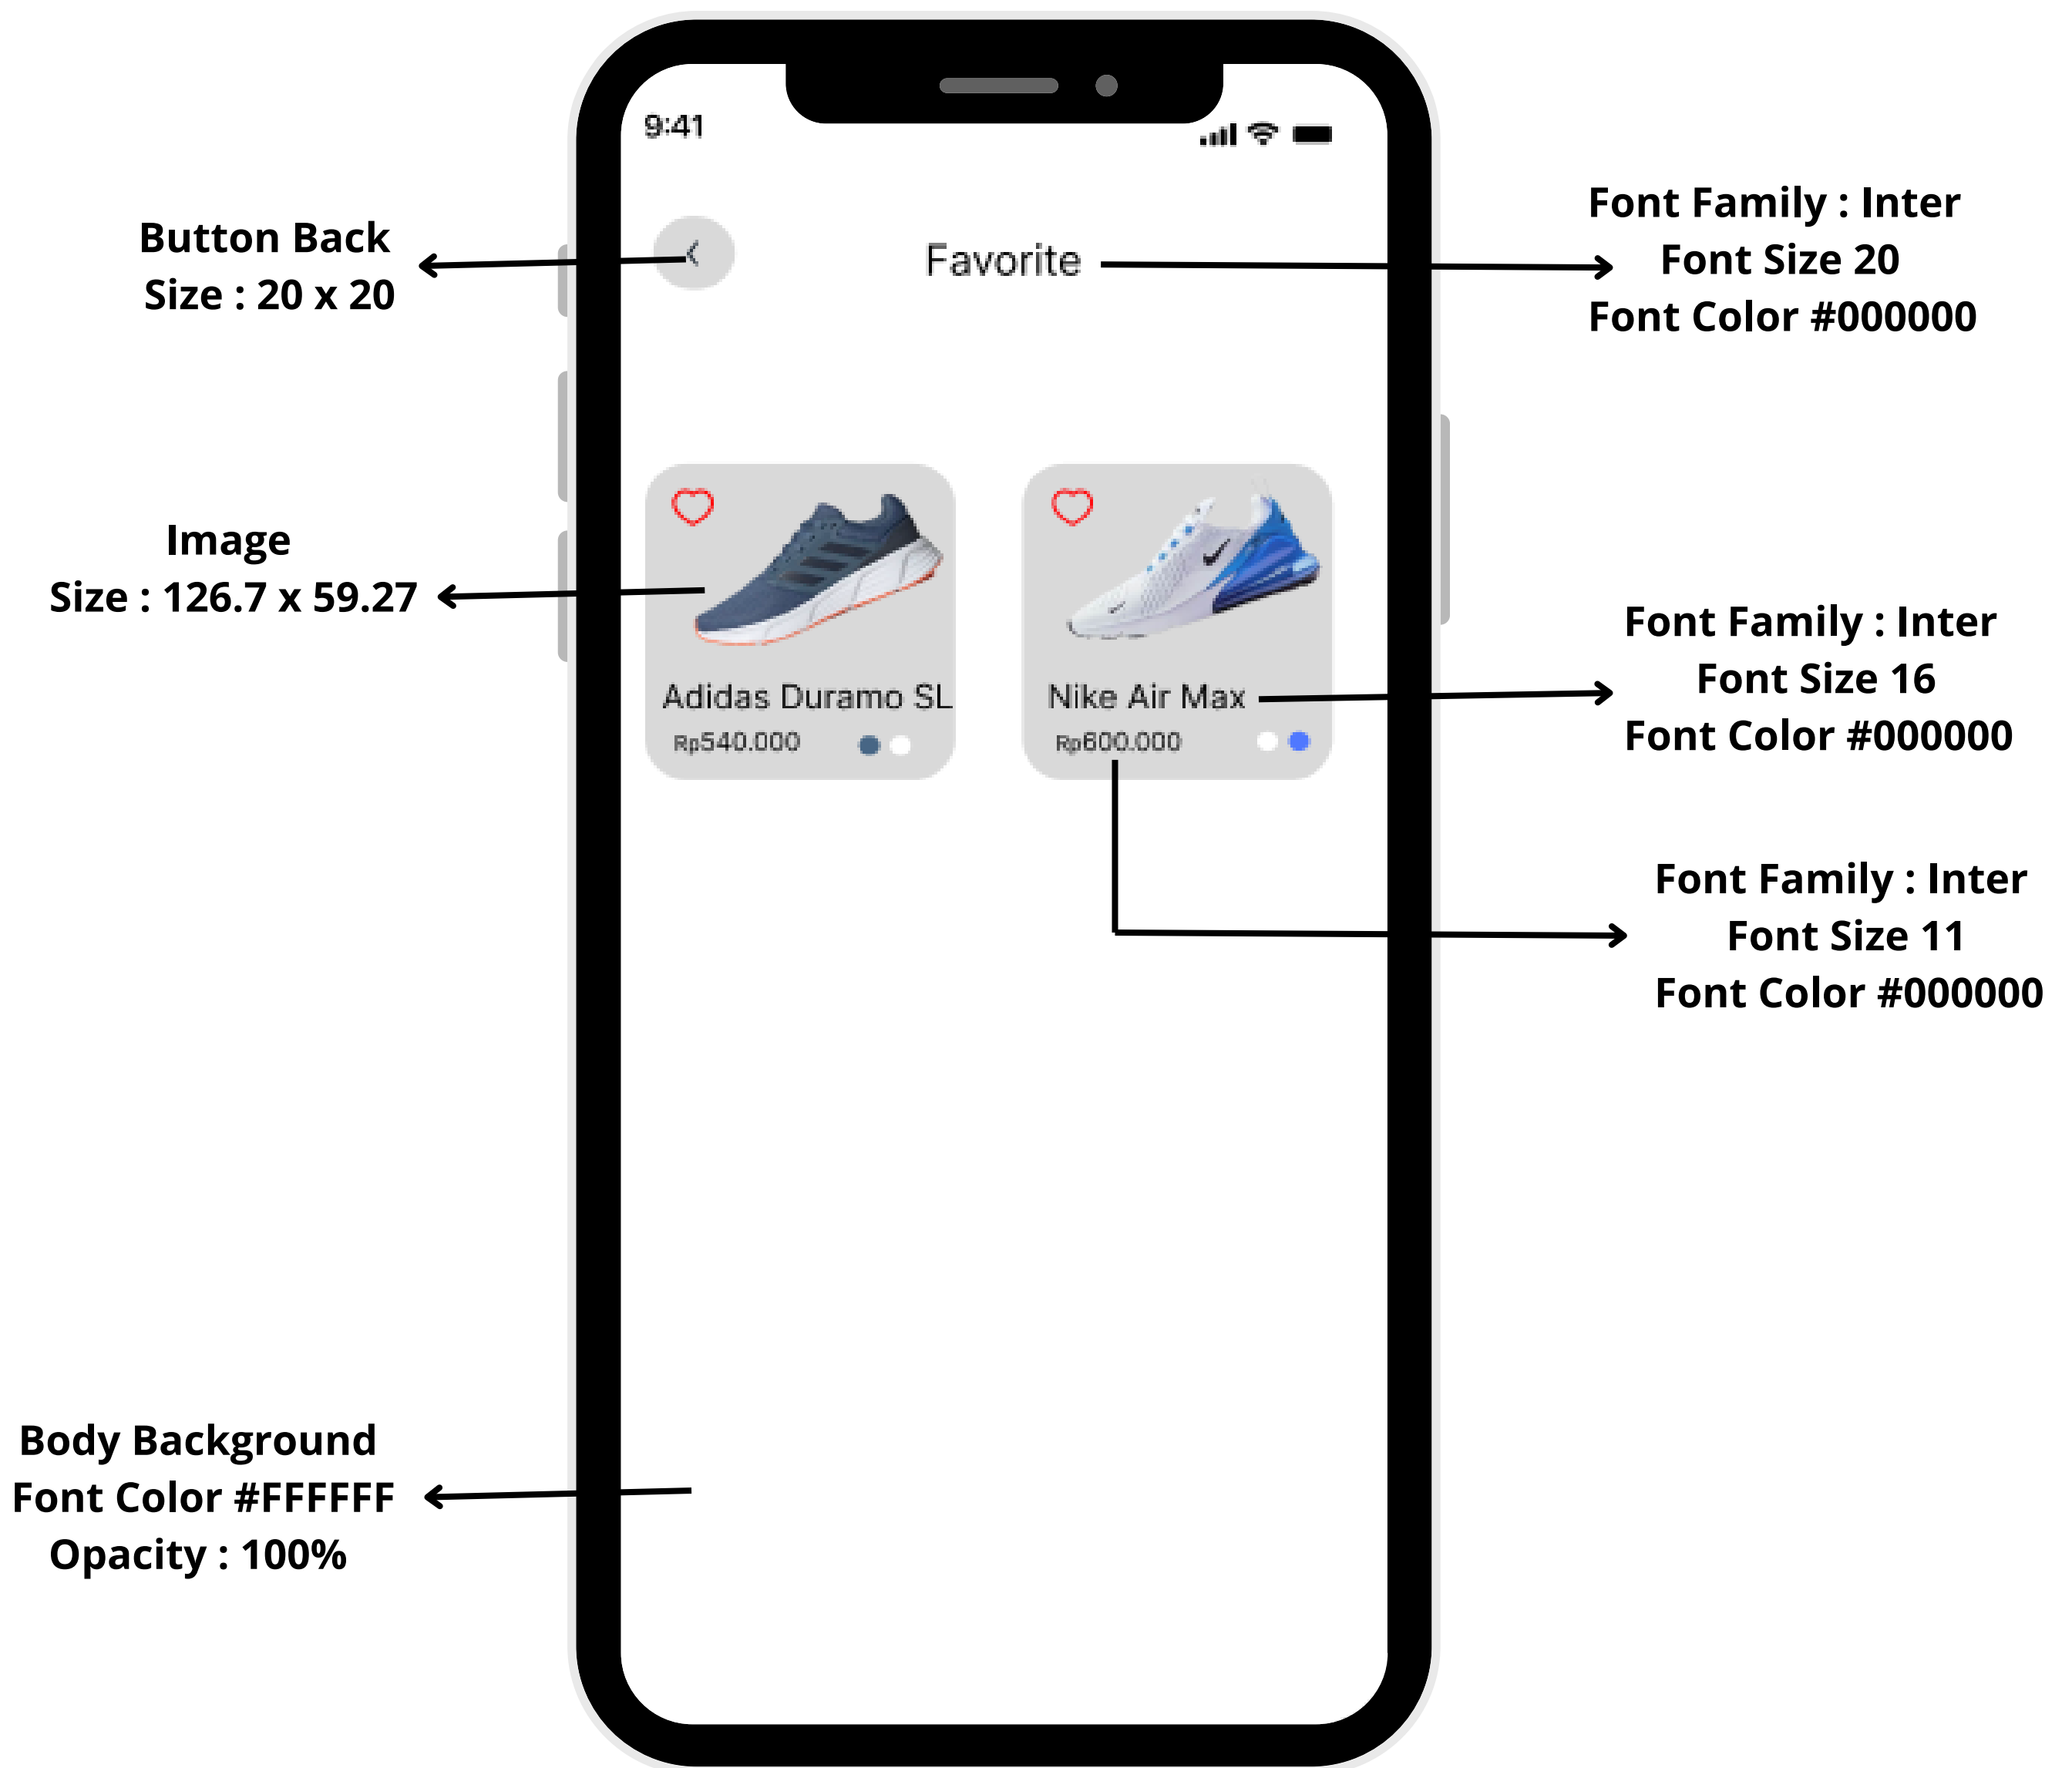 9:41
Button Back
Size : 20 x 20
Favorite
Font Family : Inter
Font Size 20
Font Color #000000
Image
Size : 126.7 x 59.27
Adidas Duramo SL
Rp540.000
Nike Air Max
Rp600.000
Font Family : Inter
Font Size 16
Font Color #000000
Font Family : Inter
Font Size 11
Font Color #000000
Body Background
Font Color #FFFFFF
Opacity : 100%